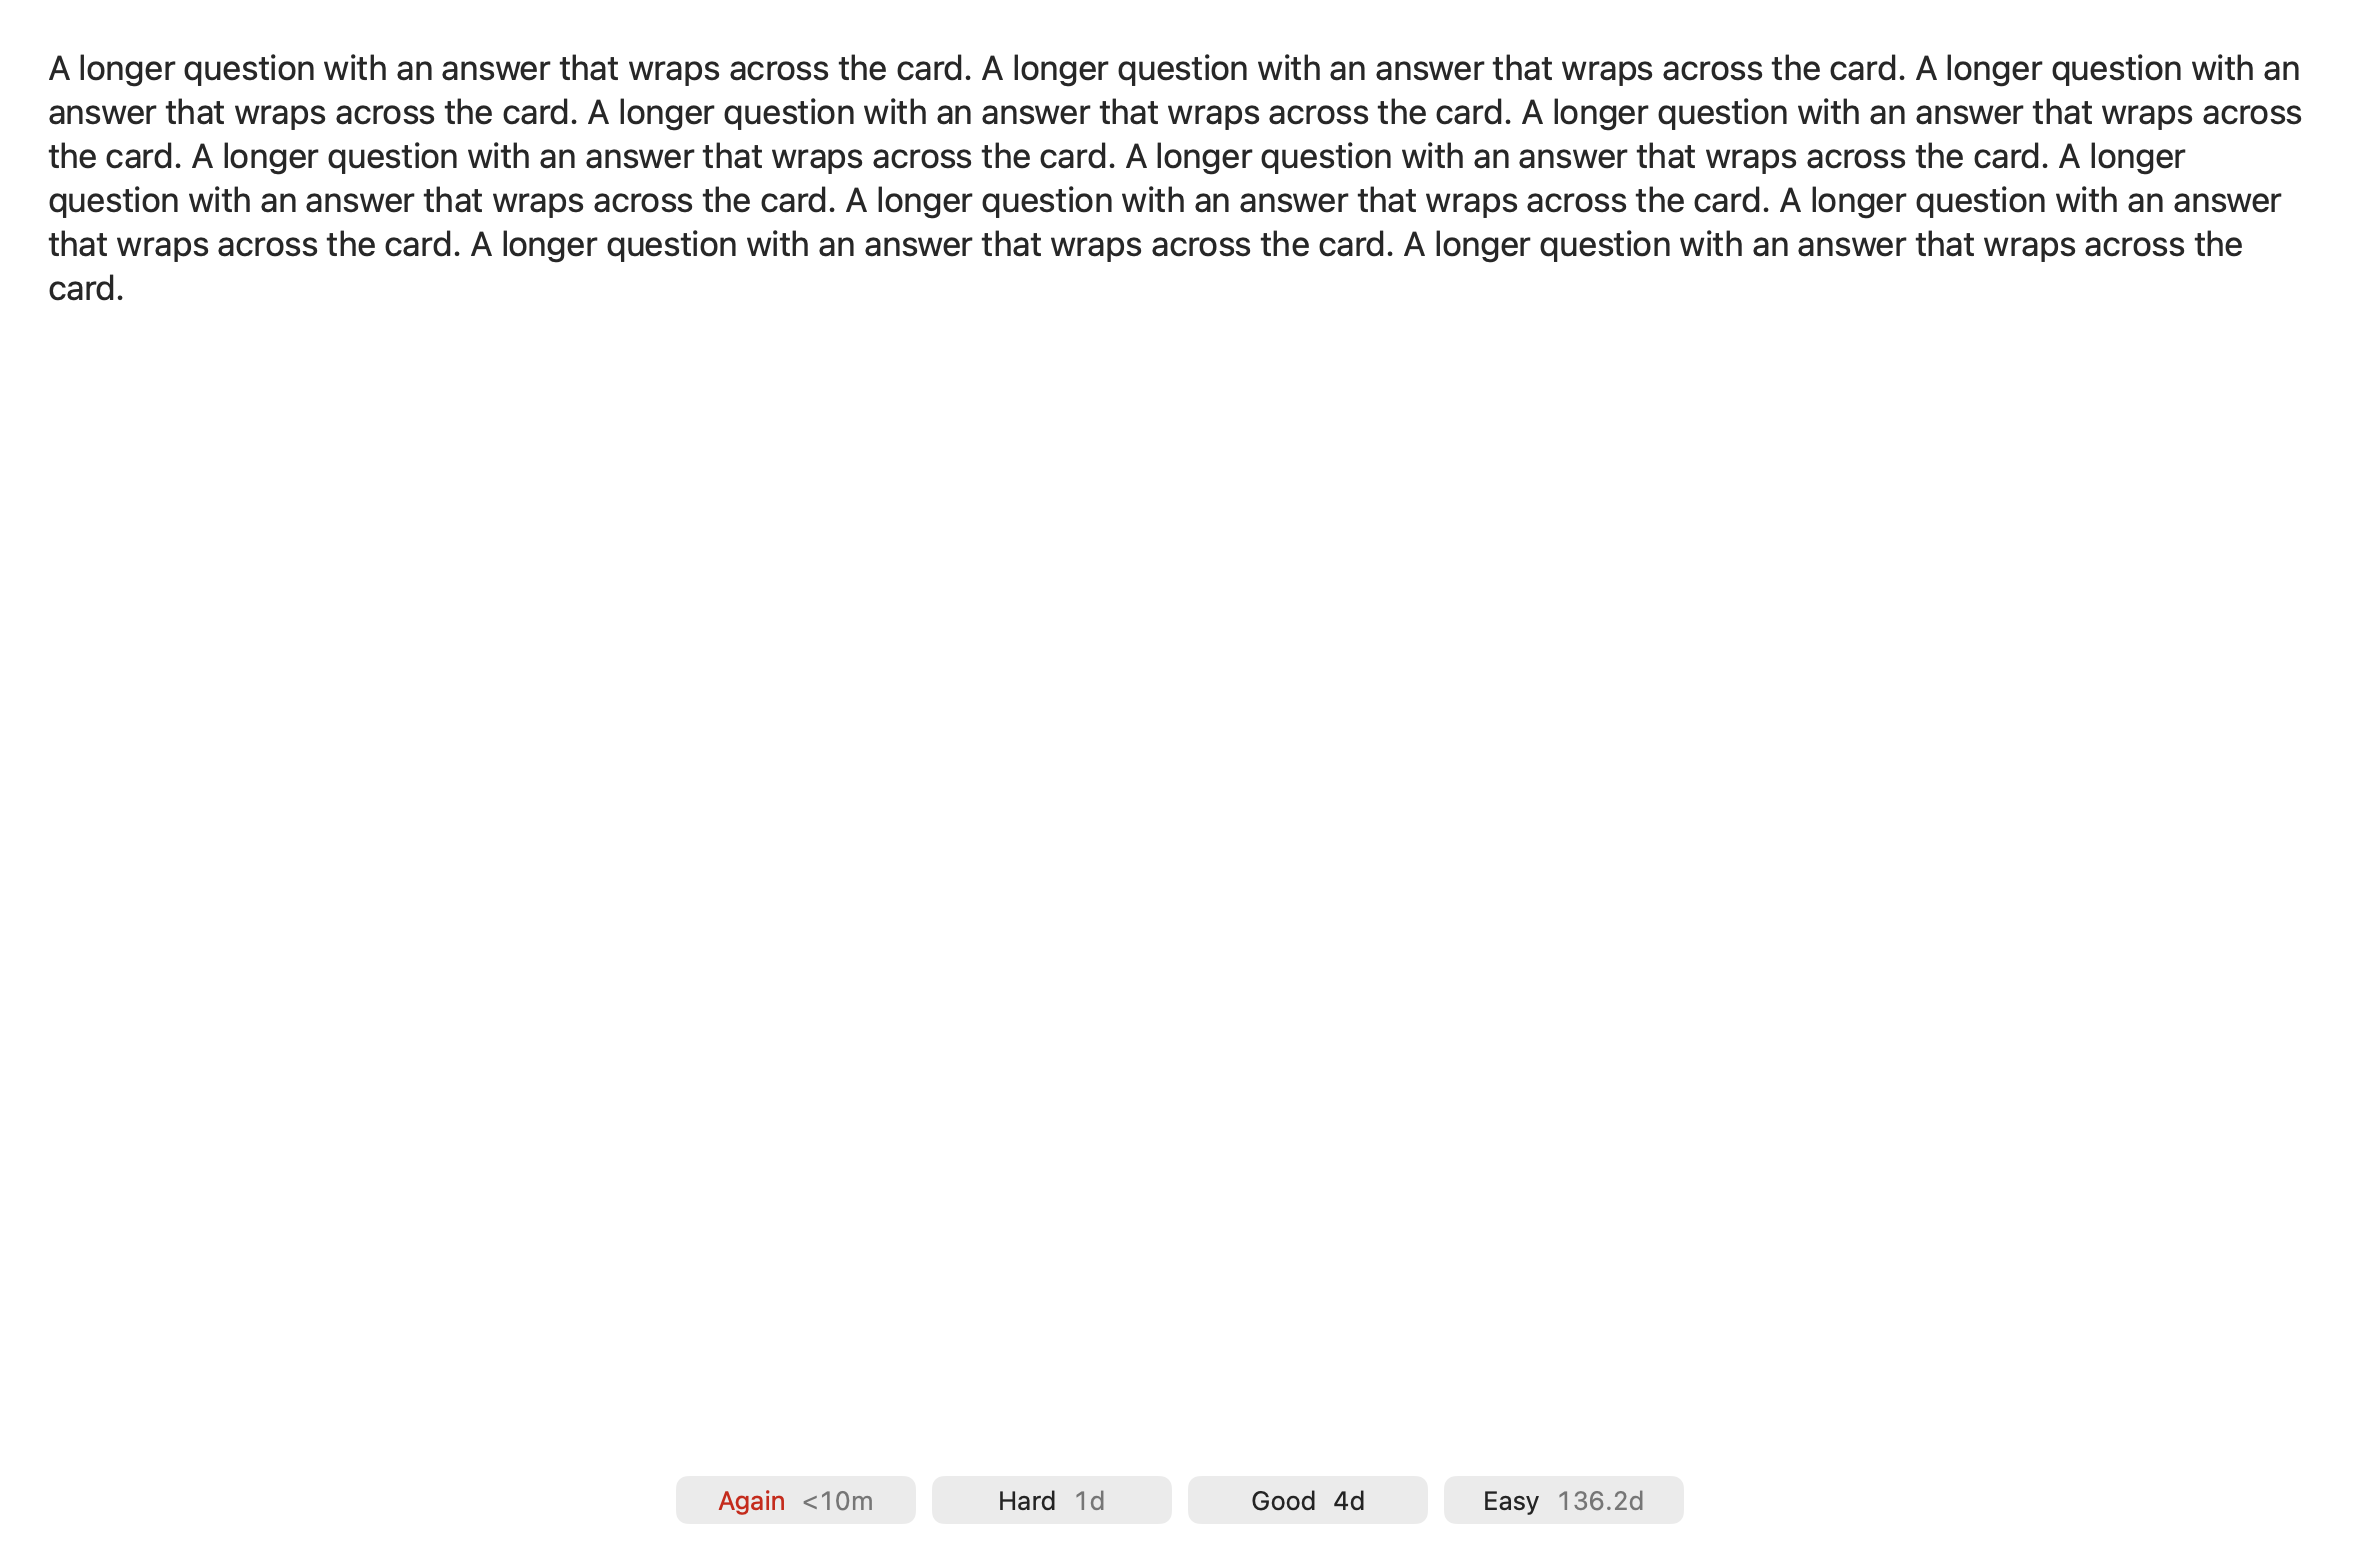 A longer question with an answer that wraps across the card. A longer question with an answer that wraps across the card. A longer question with an
answer that wraps across the card. A longer question with an answer that wraps across the card. A longer question with an answer that wraps across
the card. A longer question with an answer that wraps across the card. A longer question with an answer that wraps across the card. A longer
question with an answer that wraps across the card. A longer question with an answer that wraps across the card. A longer question with an answer
that wraps across the card. A longer question with an answer that wraps across the card. A longer question with an answer that wraps across the
card.
Again <10m Hard 1d Good 4d Easy 136.2d